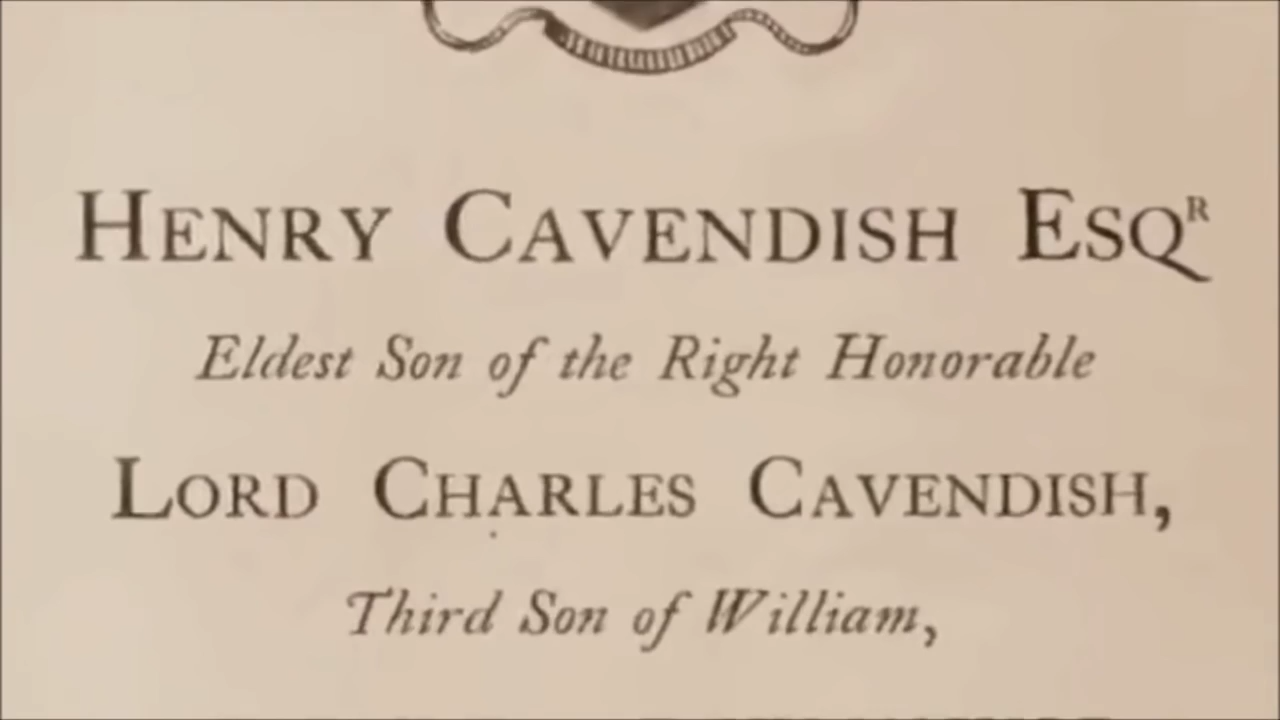 HENRY CAVENDISH ESQR
Eldest Son of the Right Honorable
LORD CHARLES CAVENDISH,
Third Son of William,